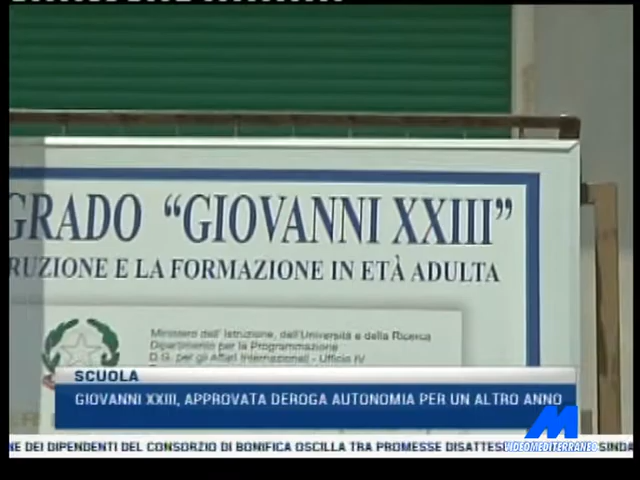 GRADO "GIOVANNI XXIII"
RUZIONE E LA FORMAZIONE IN ETÀ ADULTA
Ministero dell' Istruzione, dell'Università e della Ricerca
Dipartimento per la Programmazione
D.G. per gli Affari Internazionali - Ufficio IV
SCUOLA
GIOVANNI XXIII, APPROVATA DEROGA AUTONOMIA PER UN ALTRO ANNO
M
VIDEOMEDITERRANEO
NE DEI DIPENDENTI DEL CONSORZIO DI BONIFICA OSCILLA TRA PROMESSE DISATTESE SINDA